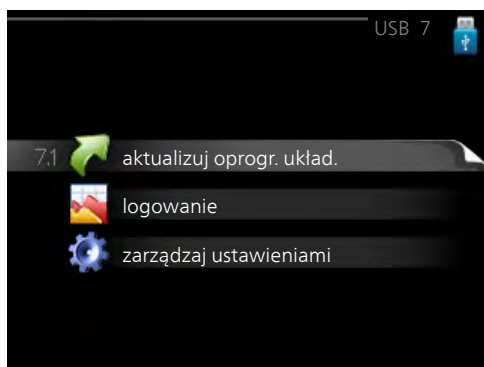 USB 7
7.1 aktualizuj oprogr. układ.
logowanie
zarządzaj ustawieniami